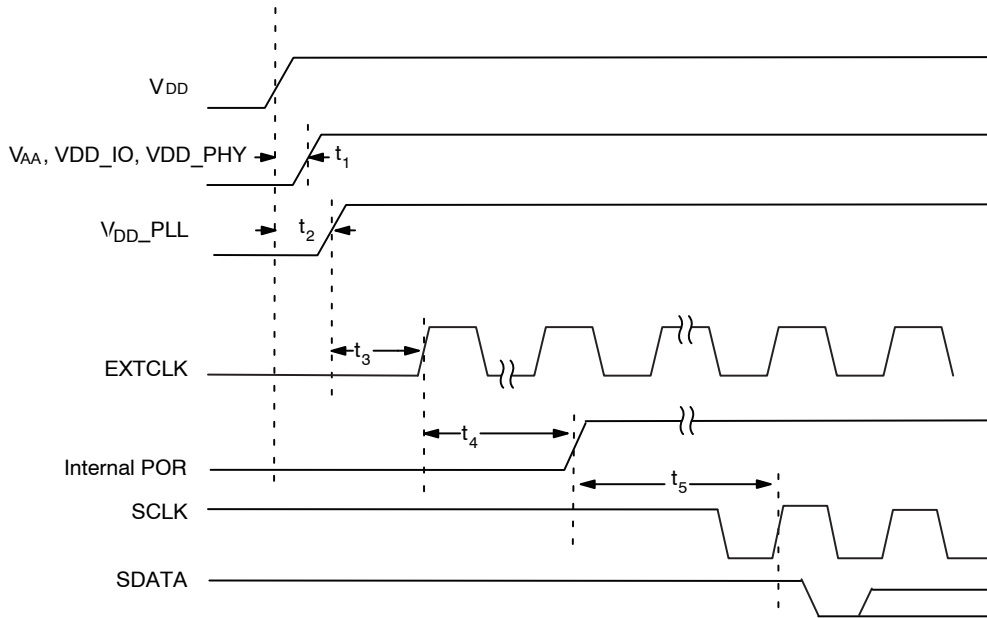 VDD
VAA, VDD_IO, VDD_PHY
t1
VDD_PLL
t2
t3
EXTCLK
t4
Internal POR
t5
SCLK
SDATA